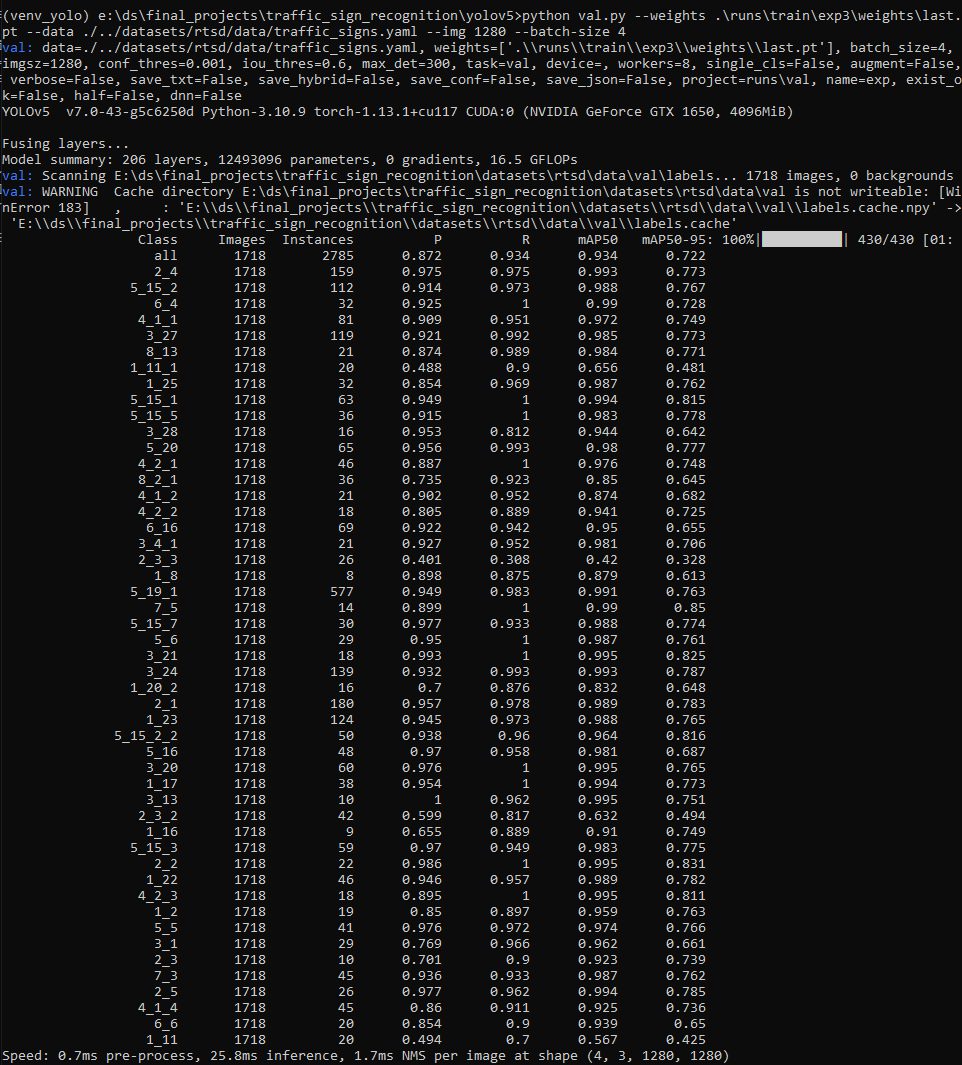 (venv_yolo) e:\ds\final_projects\traffic_sign_recognition\yolov5>python val.py --weights .\runs\train\exp3\weights\last.
pt --data ./../datasets/rtsd/data/traffic_signs.yaml --img 1280 --batch-size 4
val: data=./../datasets/rtsd/data/traffic_signs.yaml, weights=['.\\runs\\train\\exp3\\weights\\last.pt'], batch_size=4,
imgsz=1280, conf_thres=0.001, iou_thres=0.6, max_det=300, task=val, device=, workers=8, single_cls=False, augment=False,
verbose=False, save_txt=False, save_hybrid=False, save_conf=False, save_json=False, project=runs\val, name=exp, exist_o
k=False, half=False, dnn=False
YOLOv5  v7.0-43-g5c6250d Python-3.10.9 torch-1.13.1+cu117 CUDA:0 (NVIDIA GeForce GTX 1650, 4096MiB)
Fusing layers...
Model summary: 206 layers, 12493096 parameters, 0 gradients, 16.5 GFLOPs
val: Scanning E:\ds\final_projects\traffic_sign_recognition\datasets\rtsd\data\val\labels... 1718 images, 0 backgrounds
val: WARNING  Cache directory E:\ds\final_projects\traffic_sign_recognition\datasets\rtsd\data\val is not writeable: [Wi
nError 183]   ,     : 'E:\\ds\\final_projects\\traffic_sign_recognition\\datasets\\rtsd\\data\\val\\labels.cache.npy' ->
'E:\\ds\\final_projects\\traffic_sign_recognition\\datasets\\rtsd\\data\\val\\labels.cache'
Class Images Instances P R mAP50 mAP50-95: 100%| | 430/430 [01:
all 1718 2785 0.872 0.934 0.934 0.722
2_4 1718 159 0.975 0.975 0.993 0.773
5_15_2 1718 112 0.914 0.973 0.988 0.767
6_4 1718 32 0.925 1 0.99 0.728
4_1_1 1718 81 0.909 0.951 0.972 0.749
3_27 1718 119 0.921 0.992 0.985 0.773
8_13 1718 21 0.874 0.989 0.984 0.771
1_11_1 1718 20 0.488 0.9 0.656 0.481
1_25 1718 32 0.854 0.969 0.987 0.762
5_15_1 1718 63 0.949 1 0.994 0.815
5_15_5 1718 36 0.915 1 0.983 0.778
3_28 1718 16 0.953 0.812 0.944 0.642
5_20 1718 65 0.956 0.993 0.98 0.777
4_2_1 1718 46 0.887 1 0.976 0.748
8_2_1 1718 36 0.735 0.923 0.85 0.645
4_1_2 1718 21 0.902 0.952 0.874 0.682
4_2_2 1718 18 0.805 0.889 0.941 0.725
6_16 1718 69 0.922 0.942 0.95 0.655
3_4_1 1718 21 0.927 0.952 0.981 0.706
2_3_3 1718 26 0.401 0.308 0.42 0.328
1_8 1718 8 0.898 0.875 0.879 0.613
5_19_1 1718 577 0.949 0.983 0.991 0.763
7_5 1718 14 0.899 1 0.99 0.85
5_15_7 1718 30 0.977 0.933 0.988 0.774
5_6 1718 29 0.95 1 0.987 0.761
3_21 1718 18 0.993 1 0.995 0.825
3_24 1718 139 0.932 0.993 0.993 0.787
1_20_2 1718 16 0.7 0.876 0.832 0.648
2_1 1718 180 0.957 0.978 0.989 0.783
1_23 1718 124 0.945 0.973 0.988 0.765
5_15_2_2 1718 50 0.938 0.96 0.964 0.816
5_16 1718 48 0.97 0.958 0.981 0.687
3_20 1718 60 0.976 1 0.995 0.765
1_17 1718 38 0.954 1 0.994 0.773
3_13 1718 10 1 0.962 0.995 0.751
2_3_2 1718 42 0.599 0.817 0.632 0.494
1_16 1718 9 0.655 0.889 0.91 0.749
5_15_3 1718 59 0.97 0.949 0.983 0.775
2_2 1718 22 0.986 1 0.995 0.831
1_22 1718 46 0.946 0.957 0.989 0.782
4_2_3 1718 18 0.895 1 0.995 0.811
1_2 1718 19 0.85 0.897 0.959 0.763
5_5 1718 41 0.976 0.972 0.974 0.766
3_1 1718 29 0.769 0.966 0.962 0.661
2_3 1718 10 0.701 0.9 0.923 0.739
7_3 1718 45 0.936 0.933 0.987 0.762
2_5 1718 26 0.977 0.962 0.994 0.785
4_1_4 1718 45 0.86 0.911 0.925 0.736
6_6 1718 20 0.854 0.9 0.939 0.65
1_11 1718 20 0.494 0.7 0.567 0.425
Speed: 0.7ms pre-process, 25.8ms inference, 1.7ms NMS per image at shape (4, 3, 1280, 1280)